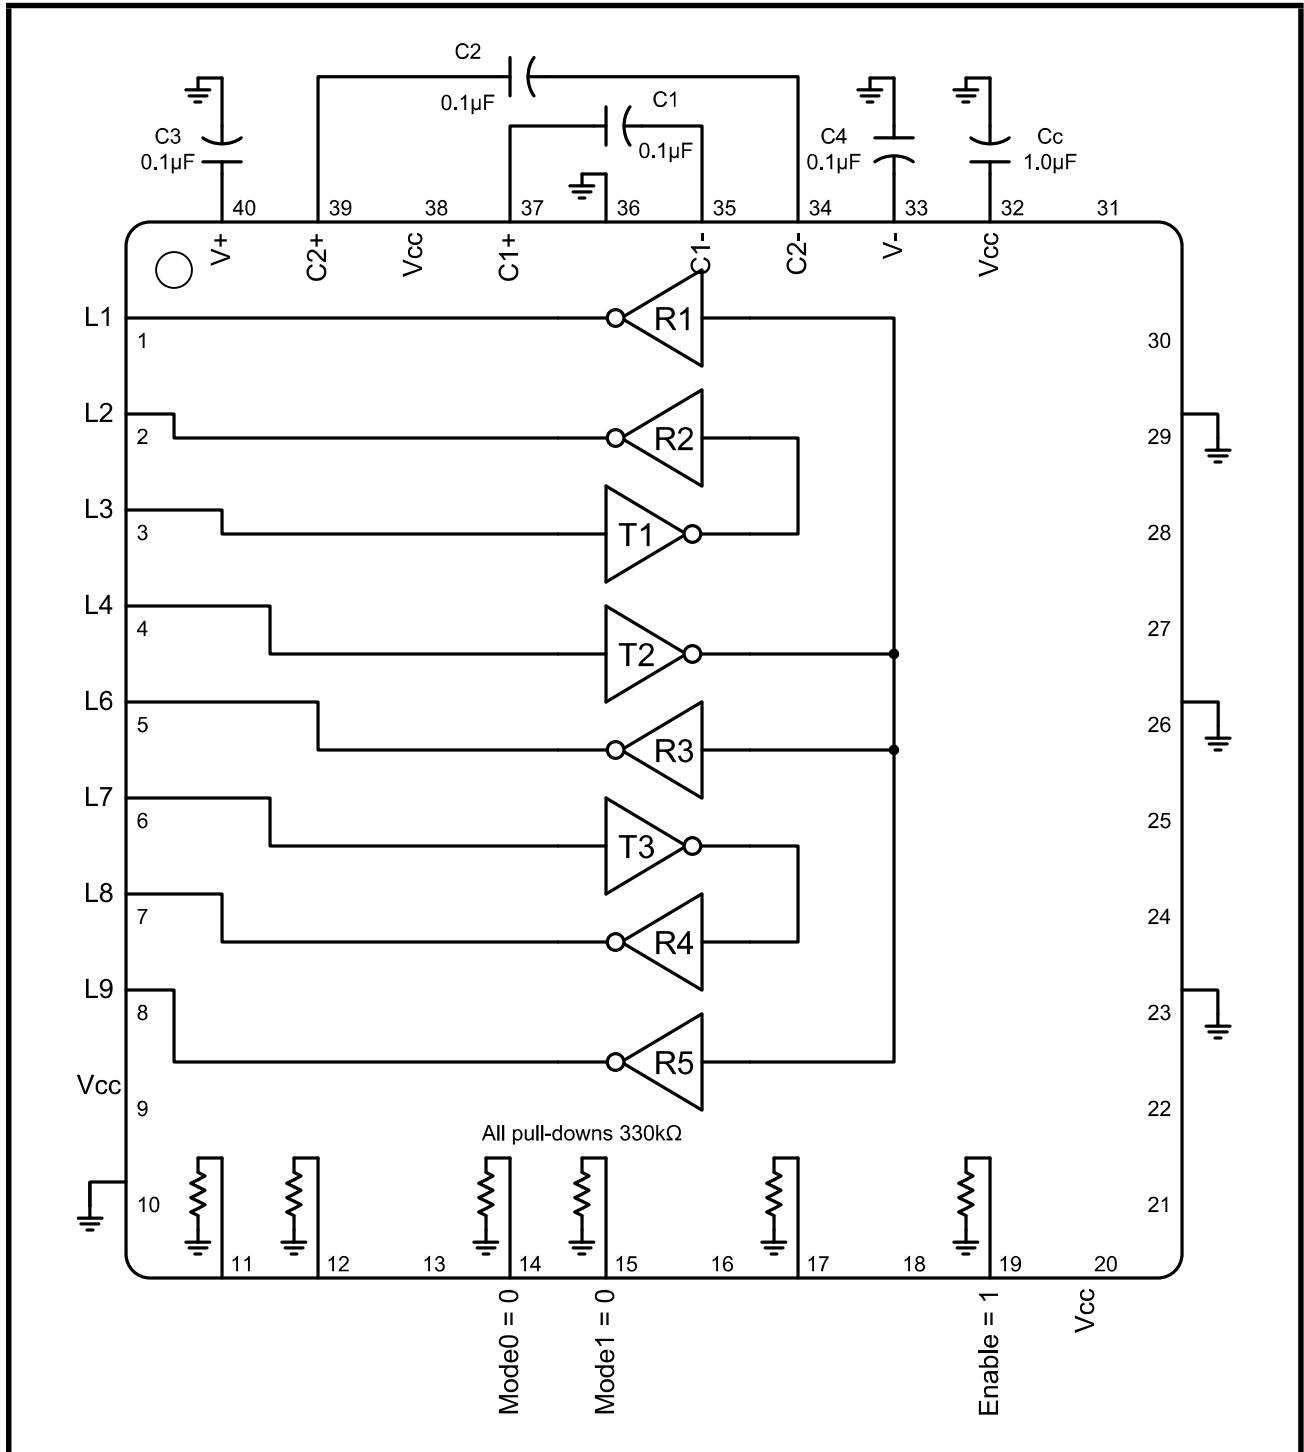 C2
0.1µF
C1
0.1µF
C3
0.1µF
C4
0.1µF
Cc
1.0µF
40 39 38 37 36 35 34 33 32 31
V+ C2+ Vcc C1+ C1- C2- V- Vcc
L1
1
R1
30
L2
2
R2
29
L3
3
T1
28
L4
4
T2
27
L6
5
R3
26
L7
6
T3
25
L8
7
R4
24
L9
8
R5
23
Vcc
9
22
All pull-downs 330kΩ
10
21
11 12 13 14 15 16 17 18 19 20
Mode0 = 0
Mode1 = 0
Enable = 1
Vcc